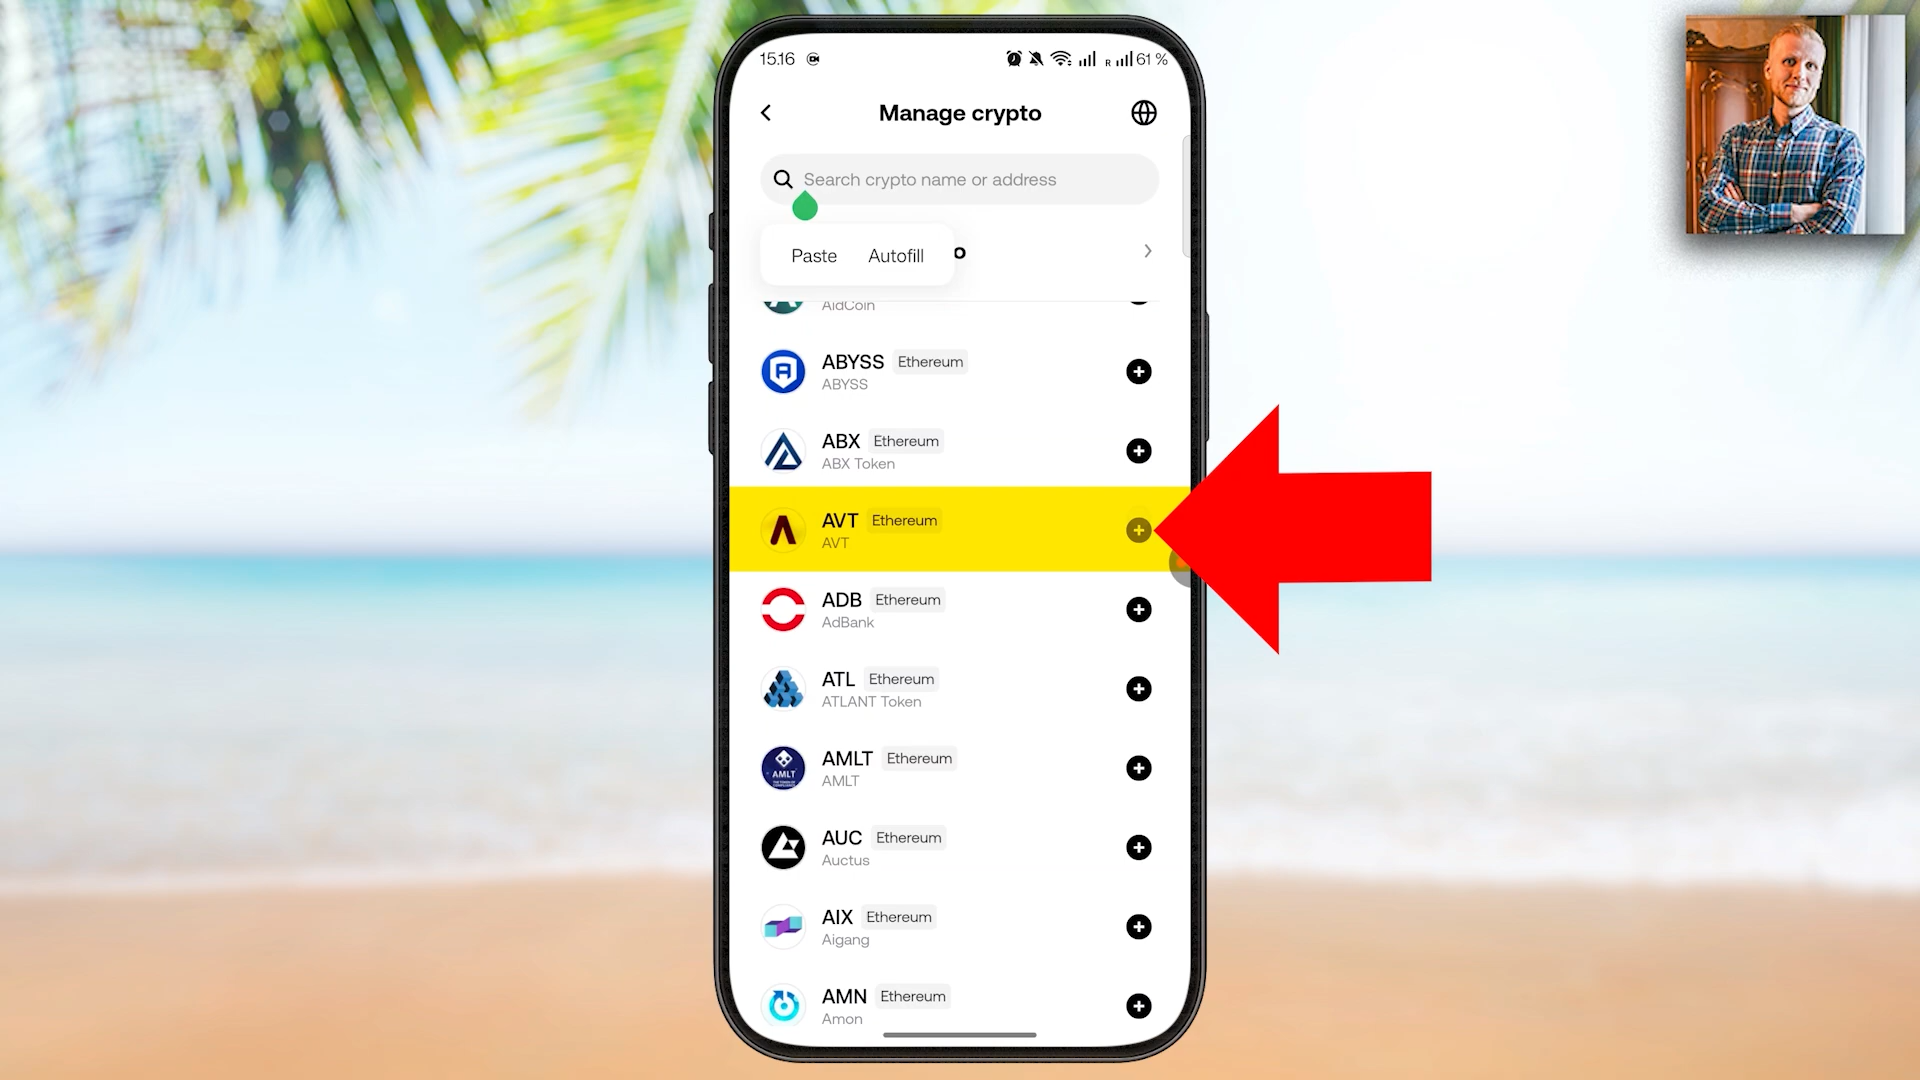 15.16
R 61 %
Manage crypto
Search crypto name or address
Paste Autofill o
AidCoin
ABYSS Ethereum
ABYSS
ABX Ethereum
ABX Token
AVT Ethereum
AVT
ADB Ethereum
AdBank
ATL Ethereum
ATLANT Token
AMLT Ethereum
AMLT
AMLT
AUC Ethereum
Auctus
AIX Ethereum
Aigang
AMN Ethereum
Amon